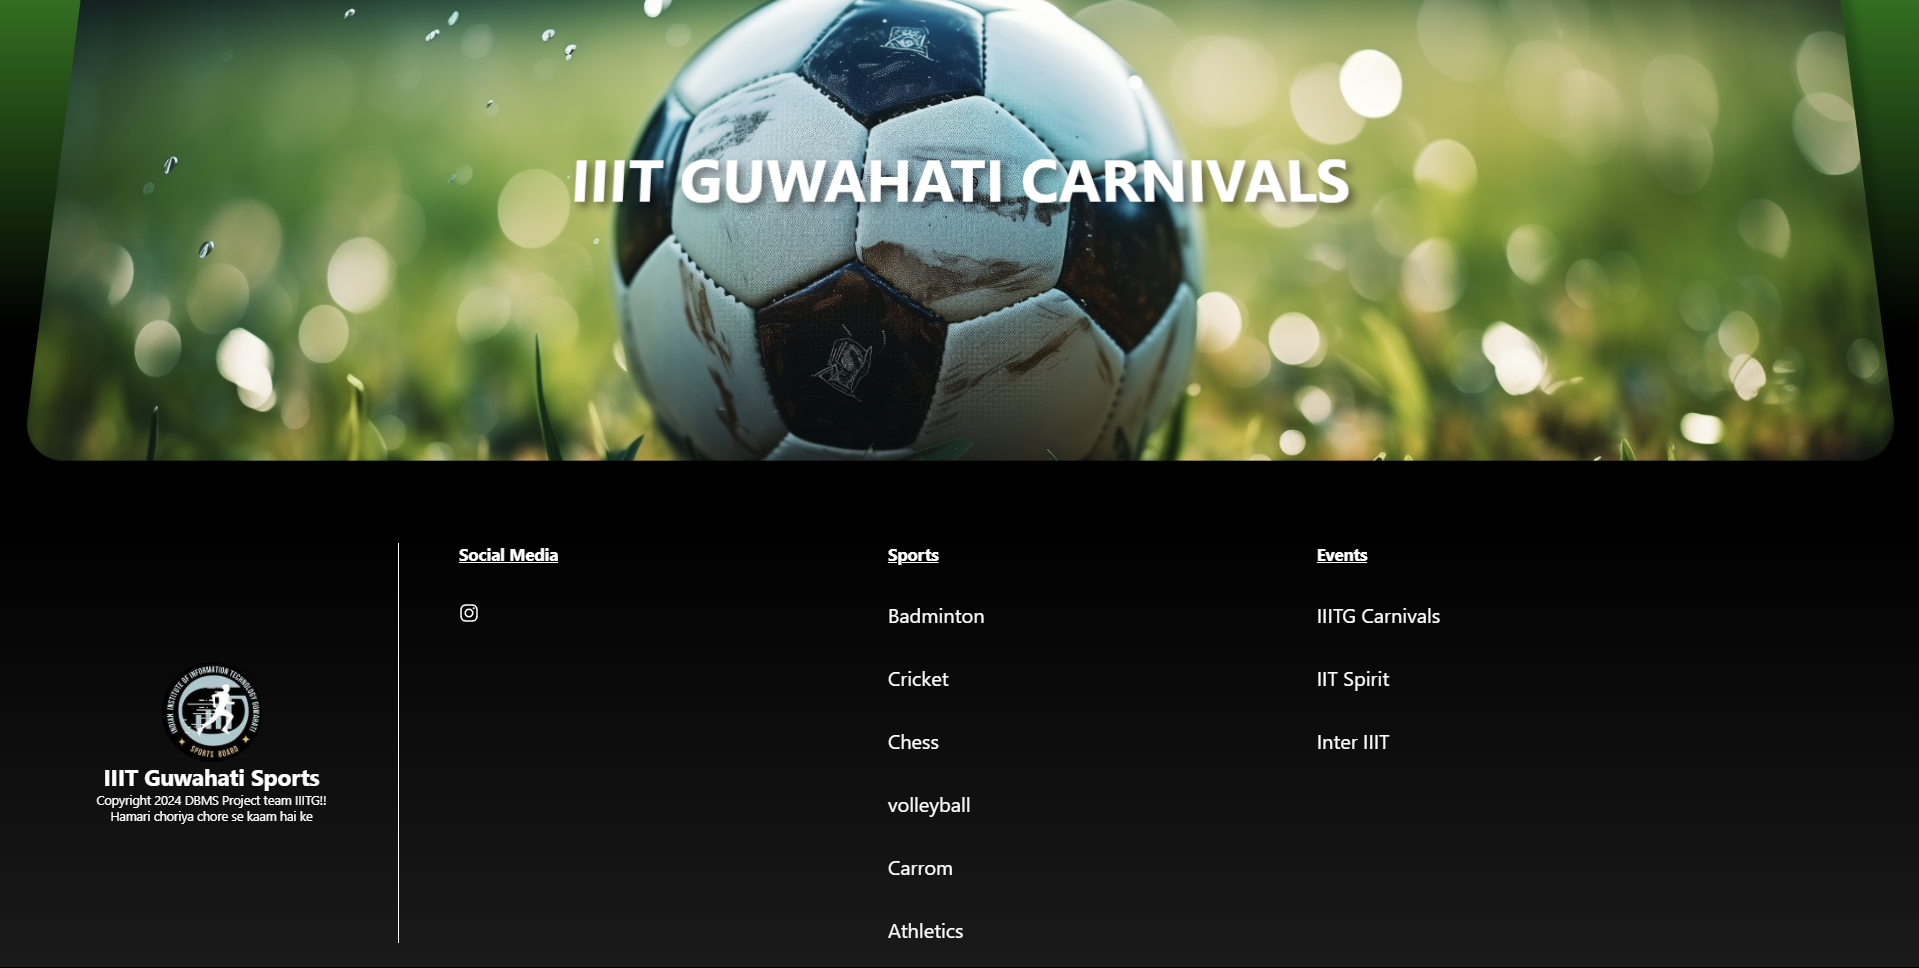 IIIT GUWAHATI CARNIVALS
INDIAN INSTITUTE OF INFORMATION TECHNOLOGY GUWAHATI
SPORTS BOARD
IIIT Guwahati Sports
Copyright 2024 DBMS Project team IIITG!!
Hamari choriya chore se kaam hai ke
Social Media
Sports
Badminton
Cricket
Chess
volleyball
Carrom
Athletics
Events
IIITG Carnivals
IIT Spirit
Inter IIIT